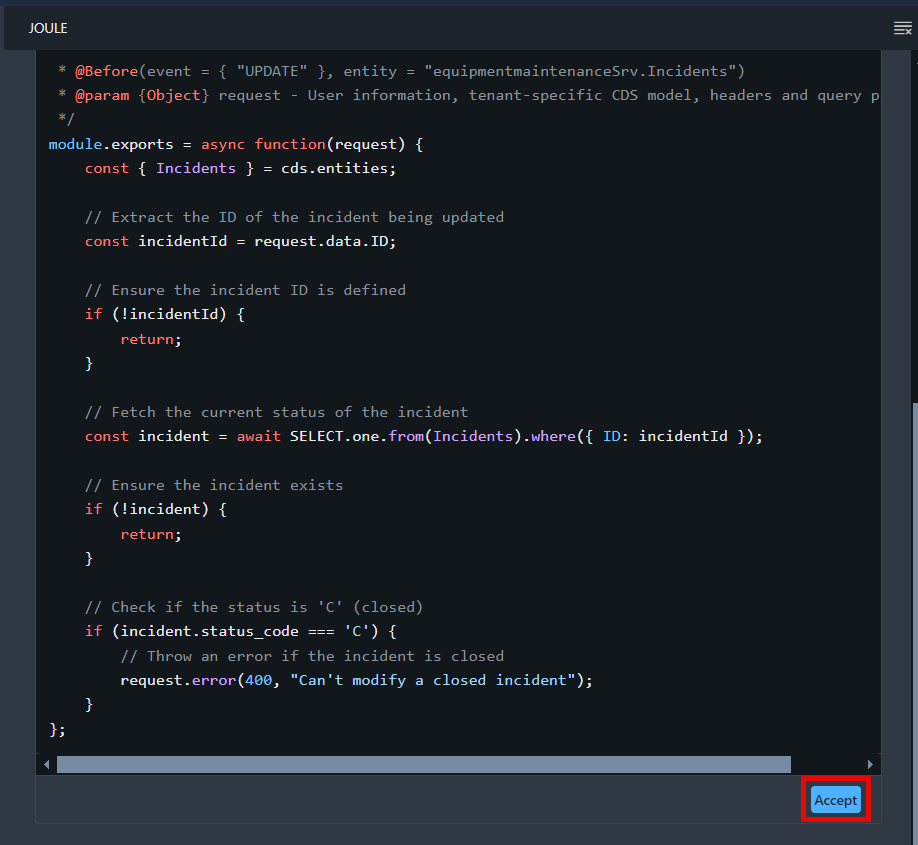 JOULE
 * @Before(event = { "UPDATE" }, entity = "equipmentmaintenanceSrv.Incidents")
 * @param {Object} request - User information, tenant-specific CDS model, headers and query p
 */
module.exports = async function(request) {
    const { Incidents } = cds.entities;
    // Extract the ID of the incident being updated
    const incidentId = request.data.ID;
    // Ensure the incident ID is defined
    if (!incidentId) {
        return;
    }
    // Fetch the current status of the incident
    const incident = await SELECT.one.from(Incidents).where({ ID: incidentId });
    // Ensure the incident exists
    if (!incident) {
        return;
    }
    // Check if the status is 'C' (closed)
    if (incident.status_code === 'C') {
        // Throw an error if the incident is closed
        request.error(400, "Can't modify a closed incident");
    }
};
Accept